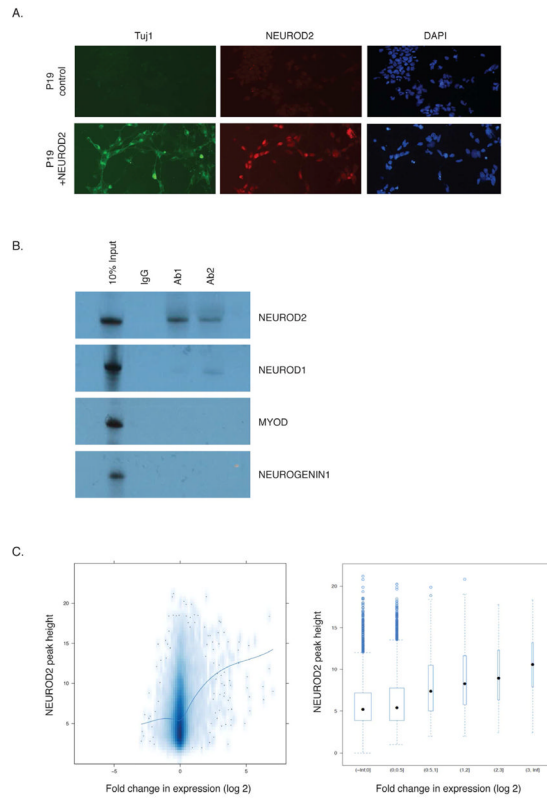 A.
Tuj1
NEUROD2
DAPI
P19 control
P19 +NEUROD2
B.
10% Input
IgG
Ab1
Ab2
NEUROD2
NEUROD1
MYOD
NEUROGENIN1
C.
NEUROD2 peak height
20
15
10
5
−5
0
5
Fold change in expression (log 2)
NEUROD2 peak height
20
15
10
5
0
(−Inf,0]
(0,0.5]
(0.5,1]
(1,2]
(2,3]
(3, Inf]
Fold change in expression (log 2)